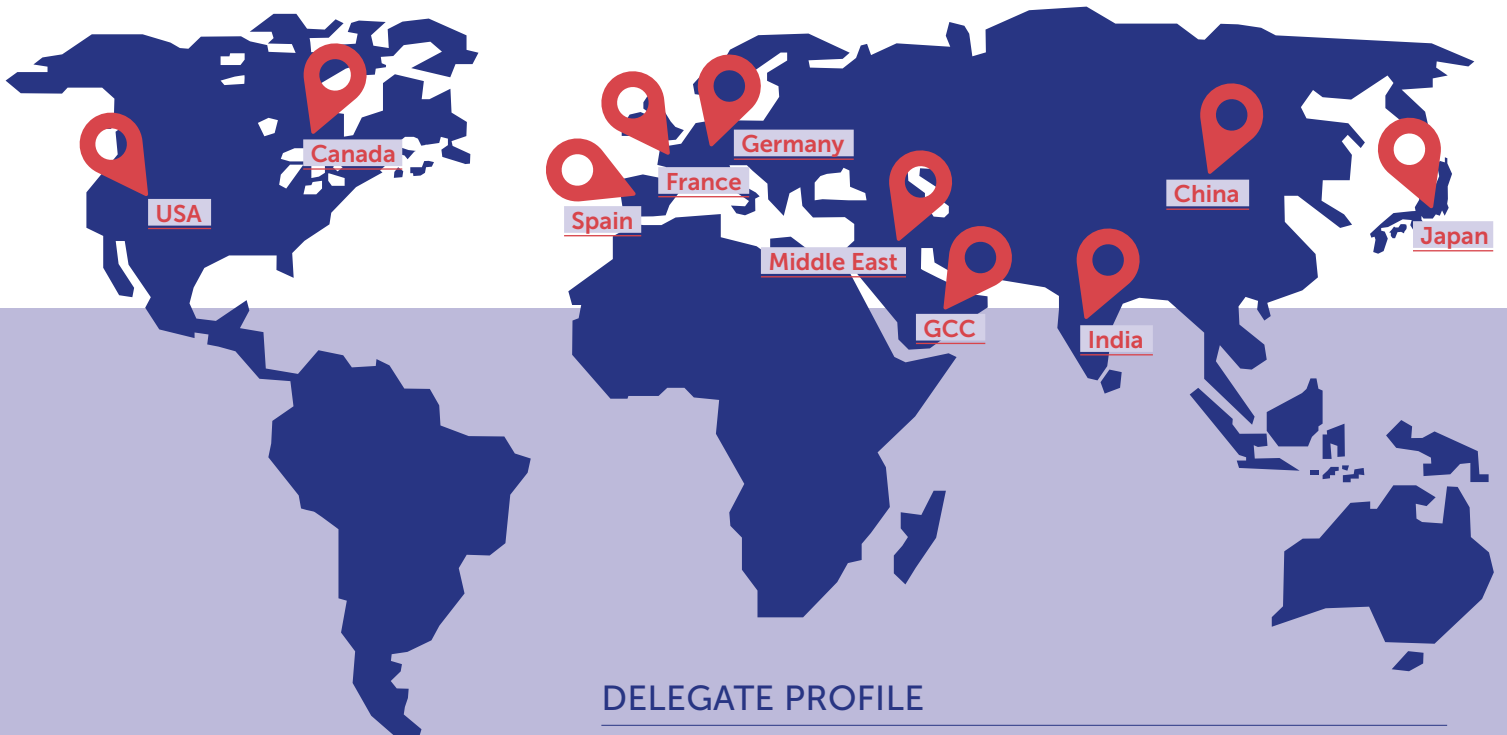 Canada
Germany
France
USA
Spain
China
Japan
Middle East
GCC
India
DELEGATE PROFILE